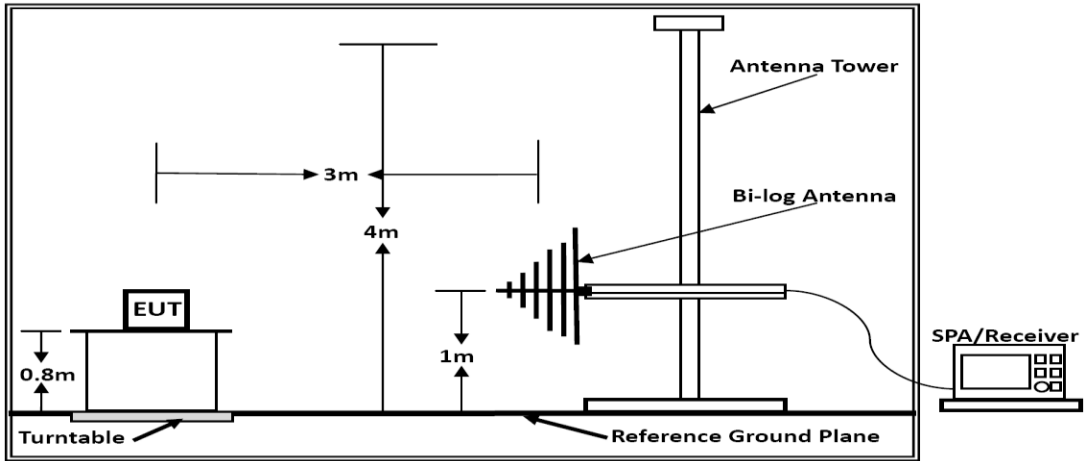 Antenna Tower
3m
Bi-log Antenna
4m
EUT
SPA/Receiver
1m
0.8m
Turntable
Reference Ground Plane